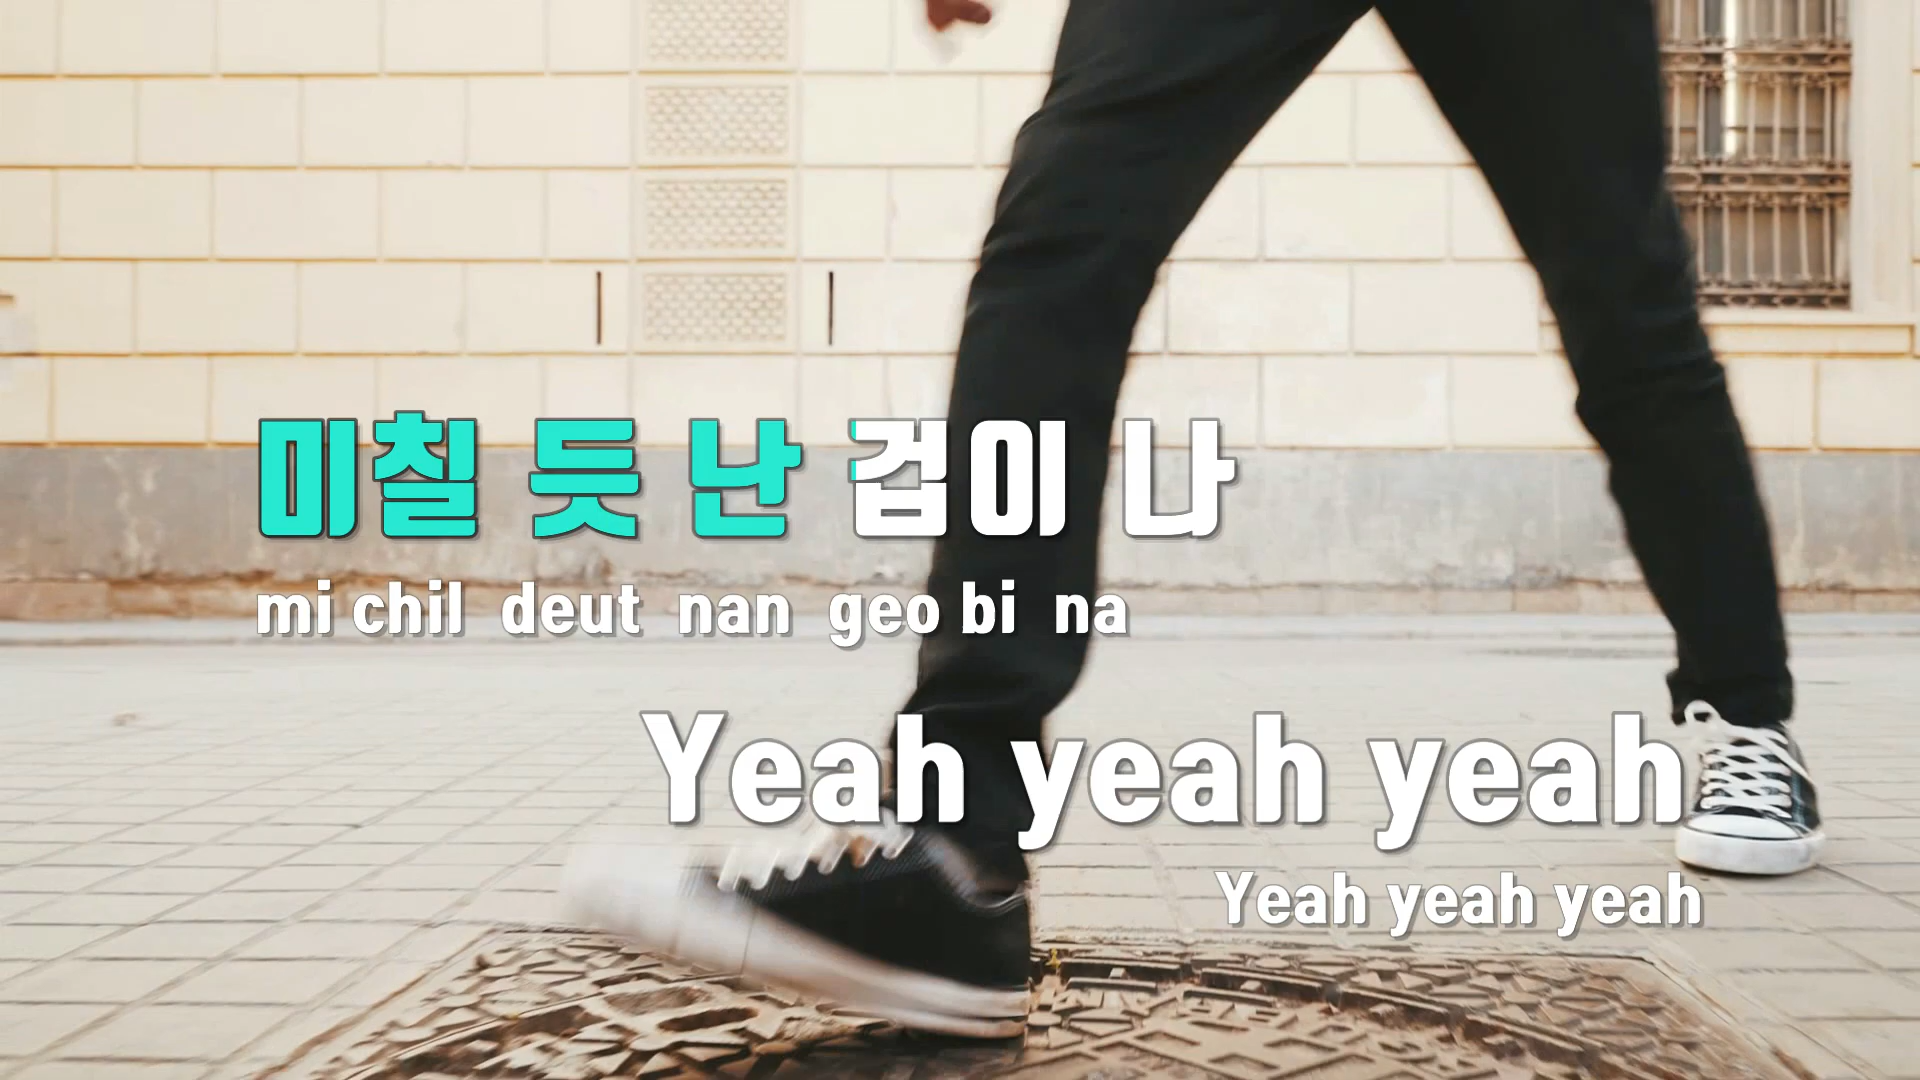 미칠 듯 난 겁이 나
mi chil deut nan geo bi na
Yeah yeah yeah
Yeah yeah yeah